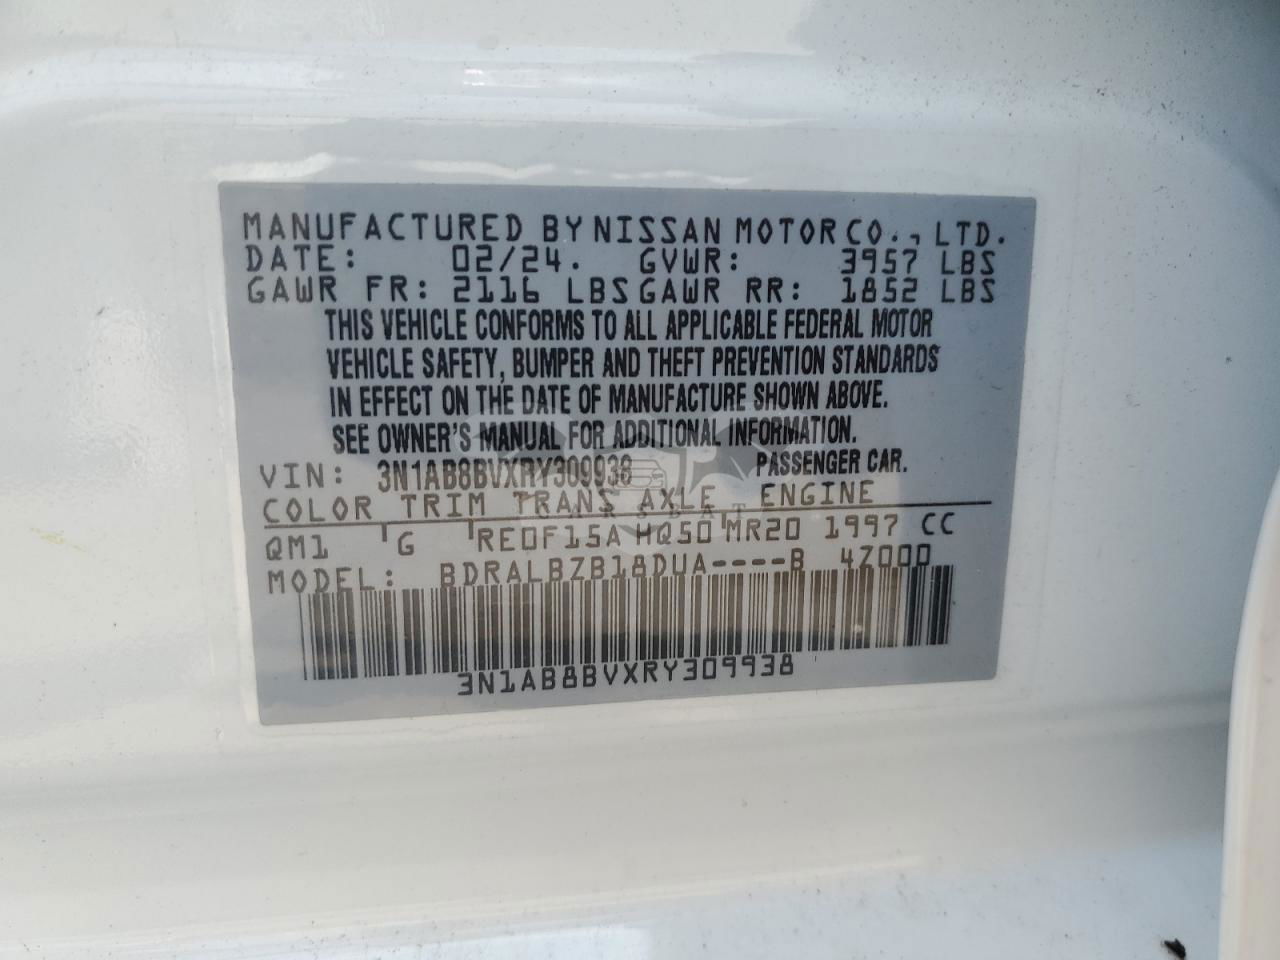 MANUFACTURED BY NISSAN MOTOR CO., LTD.
DATE: 02/24. GVWR: 3957 LBS
GAWR FR: 2116 LBS GAWR RR: 1852 LBS
THIS VEHICLE CONFORMS TO ALL APPLICABLE FEDERAL MOTOR
VEHICLE SAFETY, BUMPER AND THEFT PREVENTION STANDARDS
IN EFFECT ON THE DATE OF MANUFACTURE SHOWN ABOVE.
SEE OWNER'S MANUAL FOR ADDITIONAL INFORMATION.
VIN: 3N1AB8BVXRY309938 PASSENGER CAR.
COLOR TRIM TRANS AXLE ENGINE
QM1 G RE0F15A HQ50 MR20 1997 CC
MODEL: BDRALBZB18DUA----B 4Z000
3N1AB8BVXRY309938